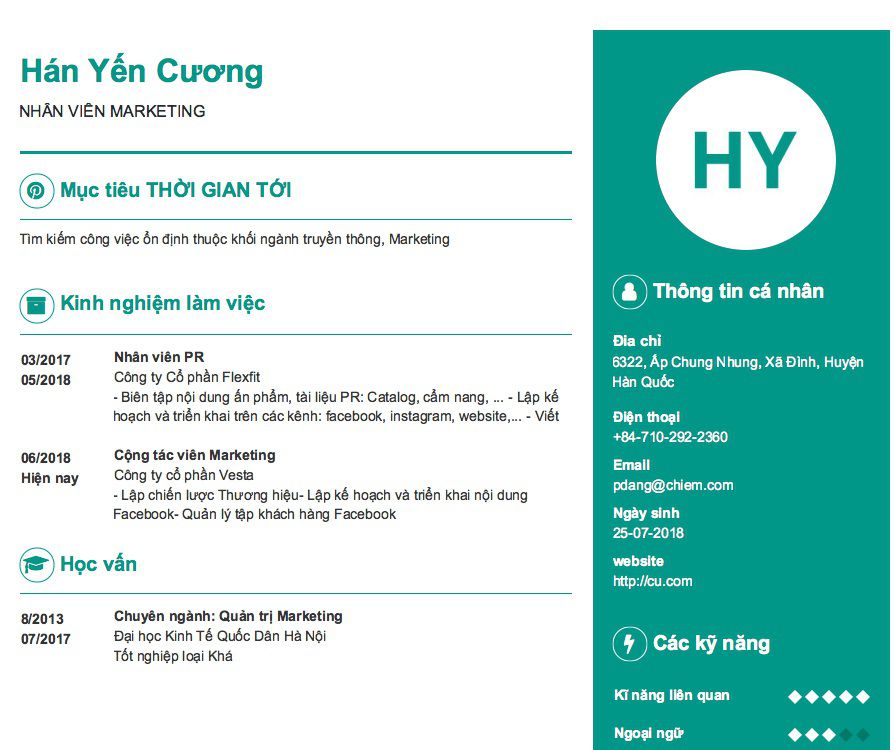 Hán Yến Cương
NHÂN VIÊN MARKETING
Mục tiêu THỜI GIAN TỚI
Tìm kiếm công việc ổn định thuộc khối ngành truyền thông, Marketing
Kinh nghiệm làm việc
03/2017
05/2018
Nhân viên PR
Công ty Cổ phần Flexfit
- Biên tập nội dung ấn phẩm, tài liệu PR: Catalog, cẩm nang, ... - Lập kế
hoạch và triển khai trên các kênh: facebook, instagram, website,... - Viết
06/2018
Hiện nay
Cộng tác viên Marketing
Công ty cổ phần Vesta
- Lập chiến lược Thương hiệu- Lập kế hoạch và triển khai nội dung
Facebook- Quản lý tập khách hàng Facebook
Học vấn
8/2013
07/2017
Chuyên ngành: Quản trị Marketing
Đại học Kinh Tế Quốc Dân Hà Nội
Tốt nghiệp loại Khá
HY
Thông tin cá nhân
Địa chỉ
6322, Ấp Chung Nhung, Xã Đình, Huyện
Hàn Quốc
Điện thoại
+84-710-292-2360
Email
pdang@chiem.com
Ngày sinh
25-07-2018
website
http://cu.com
Các kỹ năng
Kĩ năng liên quan
Ngoại ngữ